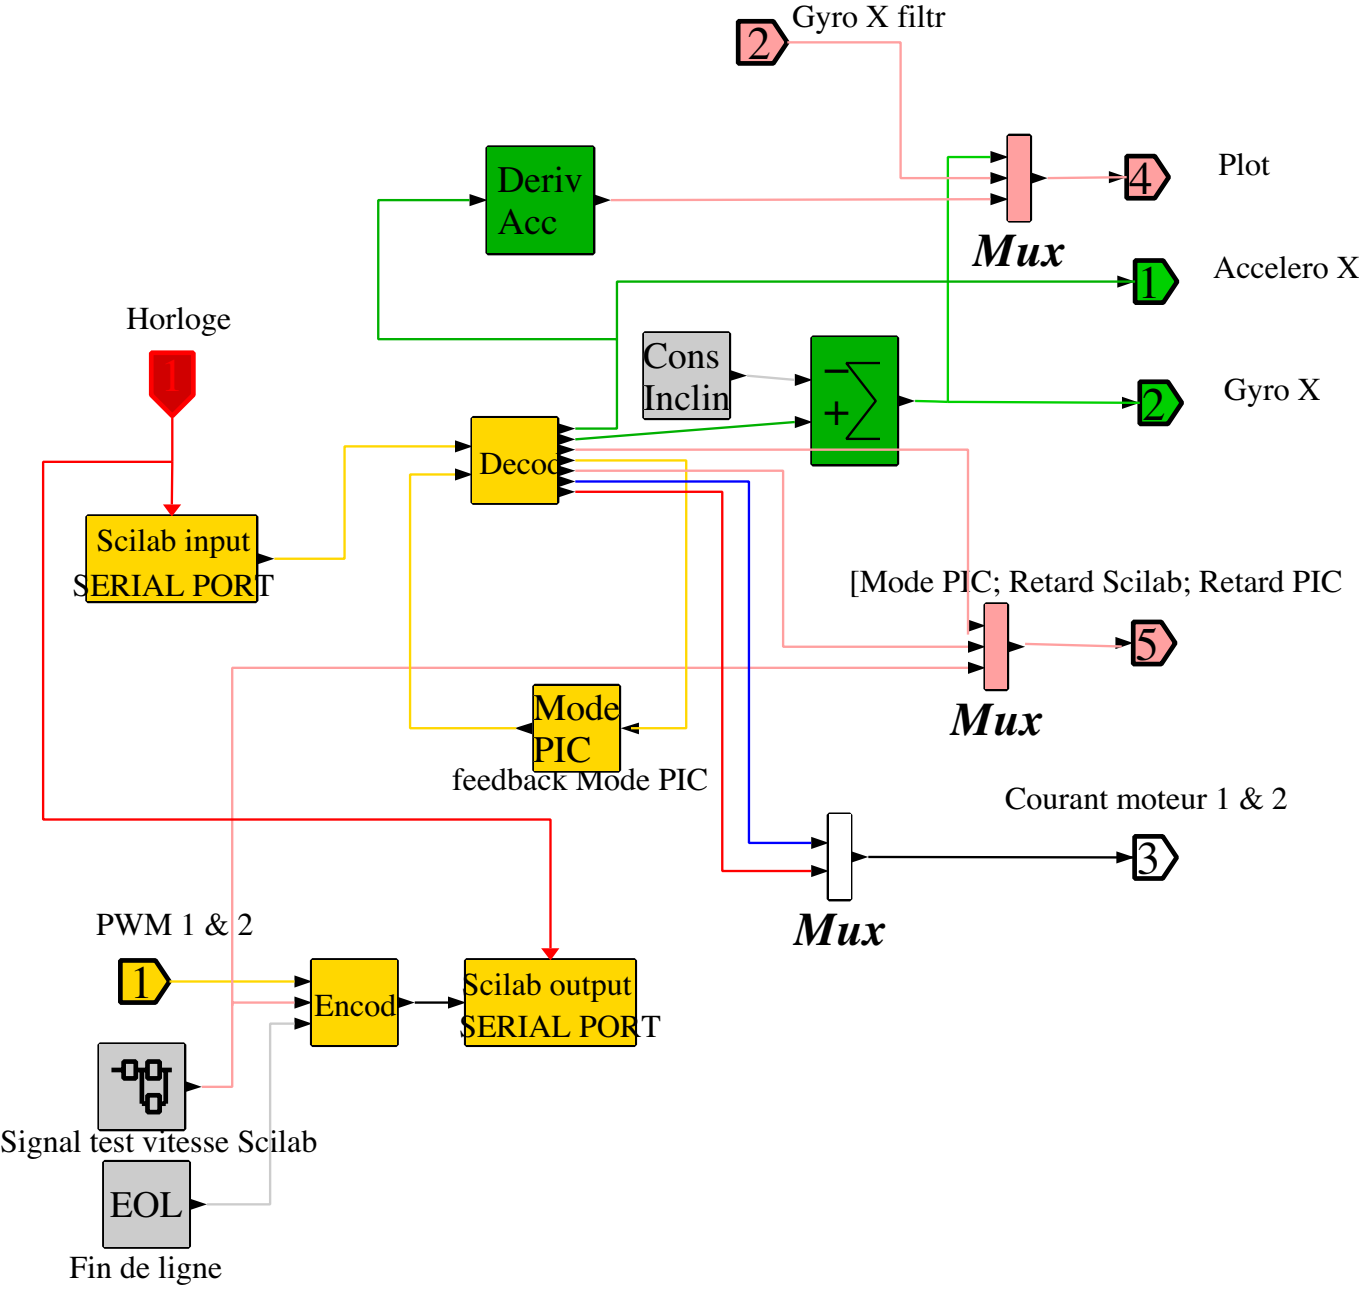 Gyro X filtr
2
Deriv
Acc
4
Plot
Mux
1
Accelero X
Horloge
1
Cons
Inclin
−
+
∑
2
Gyro X
Decod
Scilab input
SERIAL PORT
[Mode PIC; Retard Scilab; Retard PIC
5
Mux
Mode
PIC
feedback Mode PIC
Courant moteur 1 & 2
3
Mux
PWM 1 & 2
1
Encod
Scilab output
SERIAL PORT
Signal test vitesse Scilab
EOL
Fin de ligne